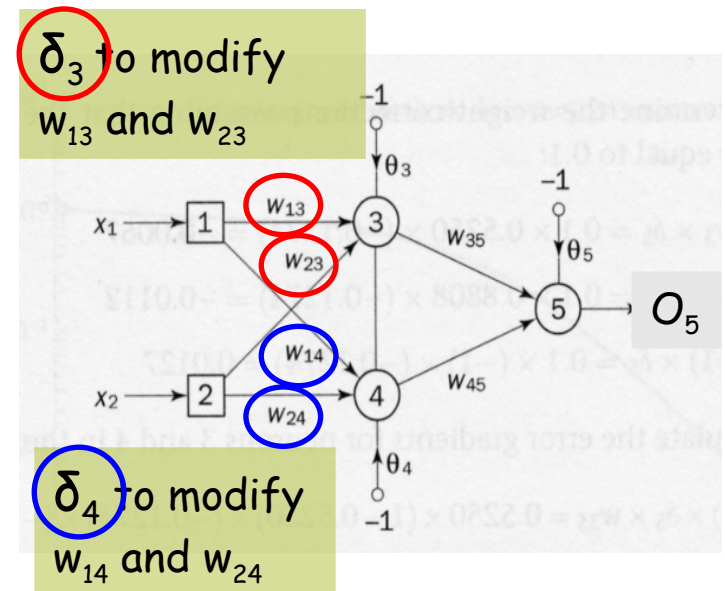 δ₃ to modify
w₁₃ and w₂₃
–1
θ₃
–1
x₁ 1 w₁₃ 3 w₃₅
w₂₃ θ₅
5 O₅
w₁₄
x₂ 2 w₂₄ 4 w₄₅
θ₄
δ₄ to modify
–1
w₁₄ and w₂₄